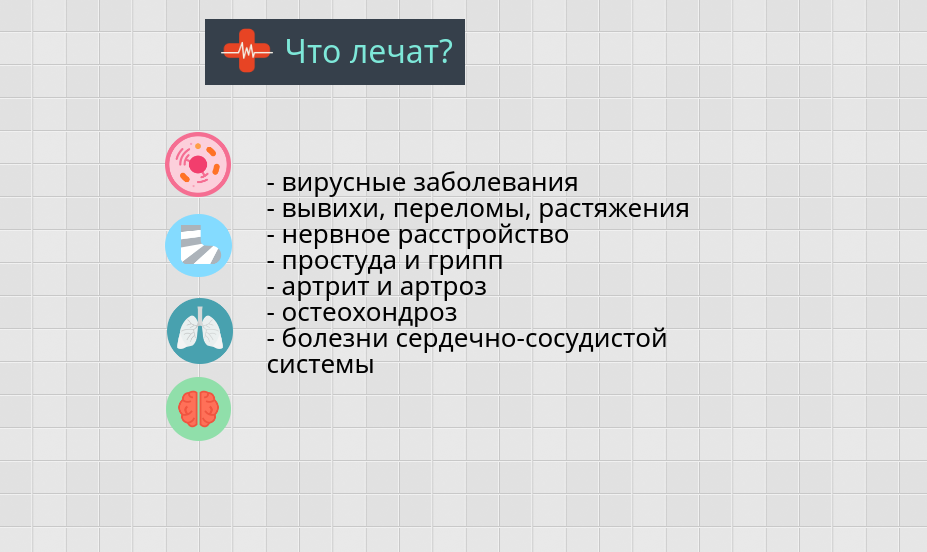 Что лечат?
- вирусные заболевания
- вывихи, переломы, растяжения
- нервное расстройство
- простуда и грипп
- артрит и артроз
- остеохондроз
- болезни сердечно-сосудистой
системы